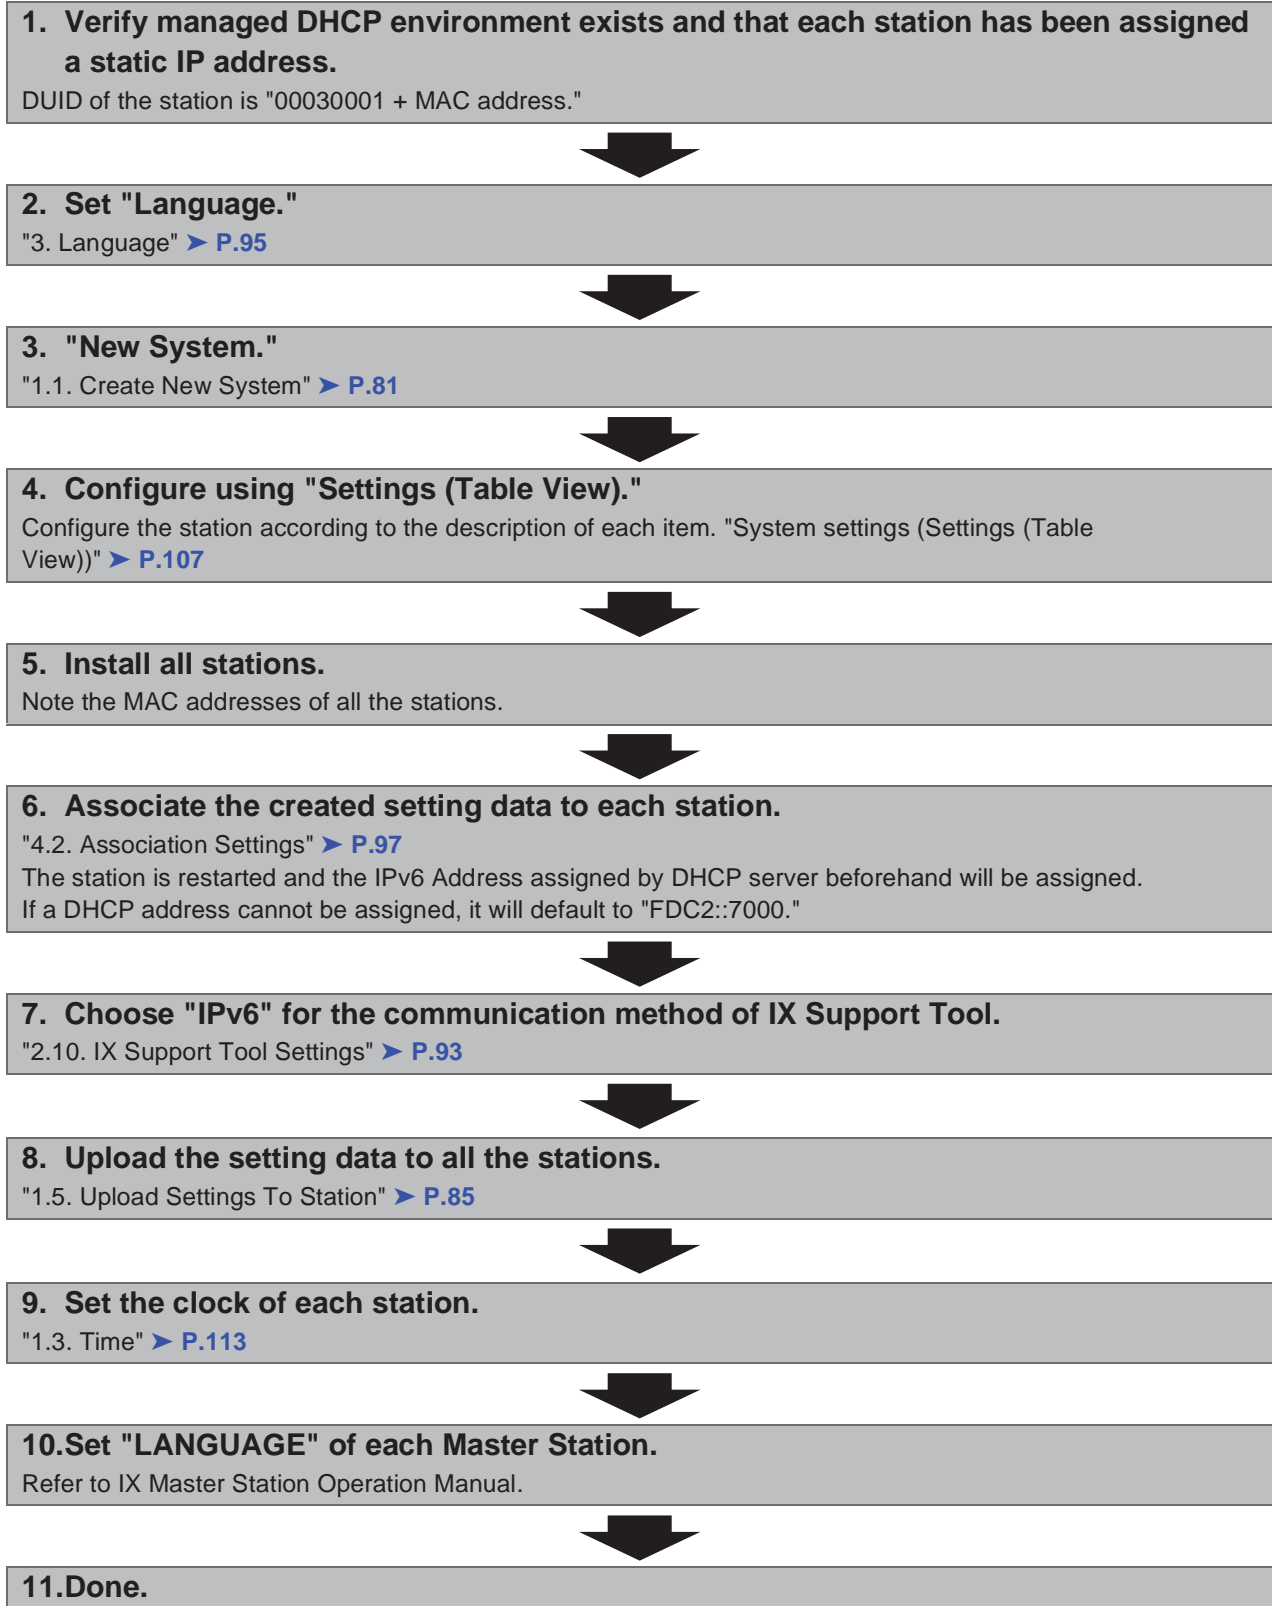 1. Verify managed DHCP environment exists and that each station has been assigned
a static IP address.
DUID of the station is "00030001 + MAC address."
2. Set "Language."
"3. Language" ➤ P.95
3. "New System."
"1.1. Create New System" ➤ P.81
4. Configure using "Settings (Table View)."
Configure the station according to the description of each item. "System settings (Settings (Table
View))" ➤ P.107
5. Install all stations.
Note the MAC addresses of all the stations.
6. Associate the created setting data to each station.
"4.2. Association Settings" ➤ P.97
The station is restarted and the IPv6 Address assigned by DHCP server beforehand will be assigned.
If a DHCP address cannot be assigned, it will default to "FDC2::7000."
7. Choose "IPv6" for the communication method of IX Support Tool.
"2.10. IX Support Tool Settings" ➤ P.93
8. Upload the setting data to all the stations.
"1.5. Upload Settings To Station" ➤ P.85
9. Set the clock of each station.
"1.3. Time" ➤ P.113
10.Set "LANGUAGE" of each Master Station.
Refer to IX Master Station Operation Manual.
11.Done.